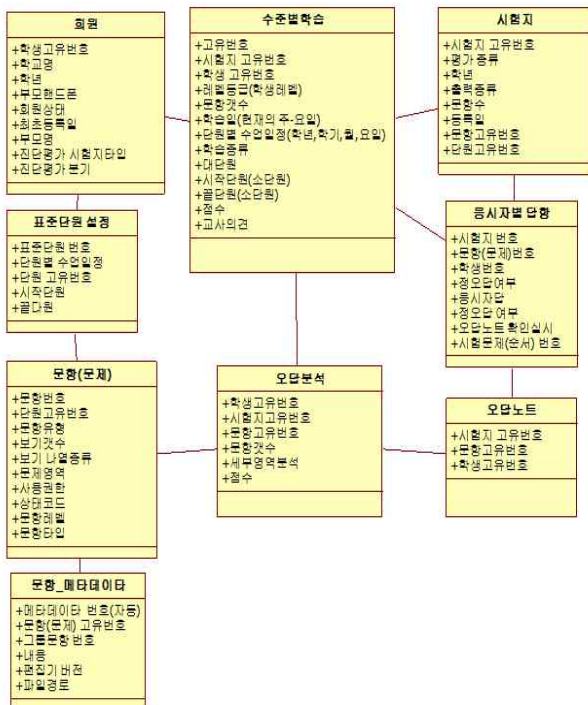 회원
+학생고유번호
+학교명
+학년
+부모핸드폰
+회원상태
+최초등록일
+부모명
+진단평가 시험지타입
+진단평가 분기
수준별학습
+고유번호
+시험지 고유번호
+학생 고유번호
+레벨등급(학생레벨)
+문항갯수
+학습일(현재의 주-요일)
+단원별 수업일정(학년,학기,월,요일)
+학습종류
+대단원
+시작단원(소단원)
+끝단원(소단원)
+점수
+교사의견
시험지
+시험지 고유번호
+평가 종류
+학년
+출력종류
+문항수
+등록일
+문항고유번호
+단원고유번호
표준단원 설정
+표준단원 번호
+단원별 수업일정
+단원 고유번호
+시작단원
+끝다원
응시자별 답항
+시험지 번호
+문항(문제)번호
+학생번호
+정오답여부
+응시자답
+정오답 여부
+오답노트 확인실시
+시험문제(순서) 번호
문항(문제)
+문항번호
+단원고유번호
+문항유형
+보기갯수
+보기 나열종류
+문제영역
+사용권한
+상태코드
+문항레벨
+문항타입
오답분석
+학생고유번호
+시험지고유번호
+문항고유번호
+문항갯수
+세부영역분석
+점수
오답노트
+시험지 고유번호
+문항고유번호
+학생고유번호
문항_메타데이타
+메타데이타 번호(자동)
+문항(문제) 고유번호
+그룹문항 번호
+내용
+편집기 버전
+파일경로